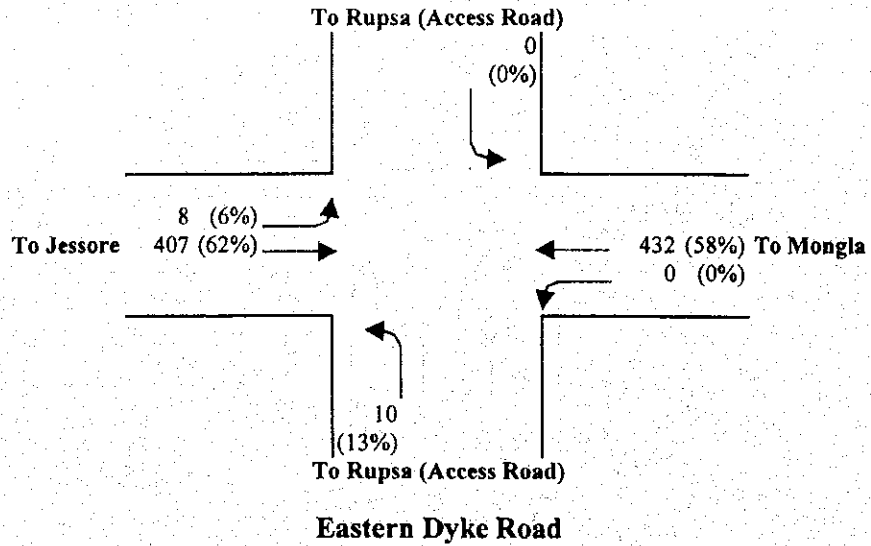 To Rupsa (Access Road)
0
(0%)
8 (6%)
To Jessore 407 (62%)
432 (58%) To Mongla
0 (0%)
10
(13%)
To Rupsa (Access Road)
Eastern Dyke Road